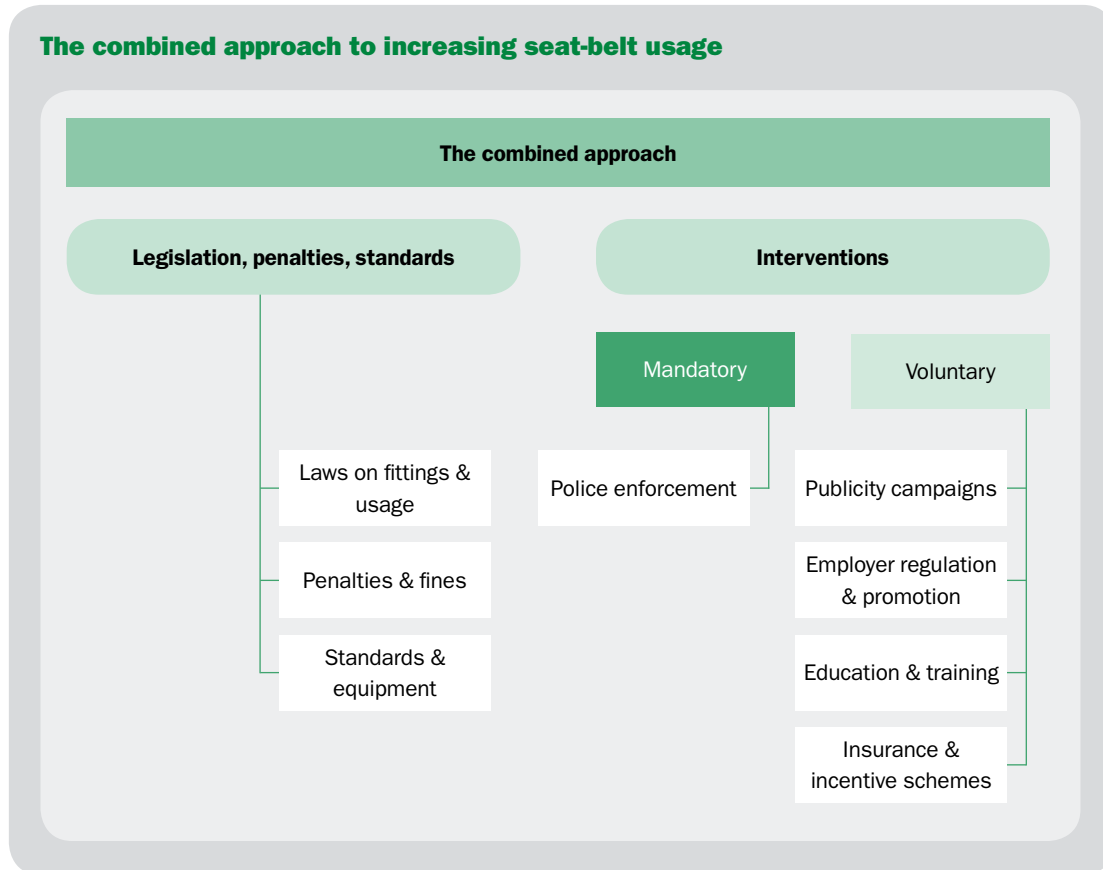 The combined approach to increasing seat-belt usage
The combined approach
Legislation, penalties, standards
Interventions
Mandatory
Voluntary
Laws on fittings &
usage
Penalties & fines
Standards &
equipment
Police enforcement
Publicity campaigns
Employer regulation
& promotion
Education & training
Insurance &
incentive schemes